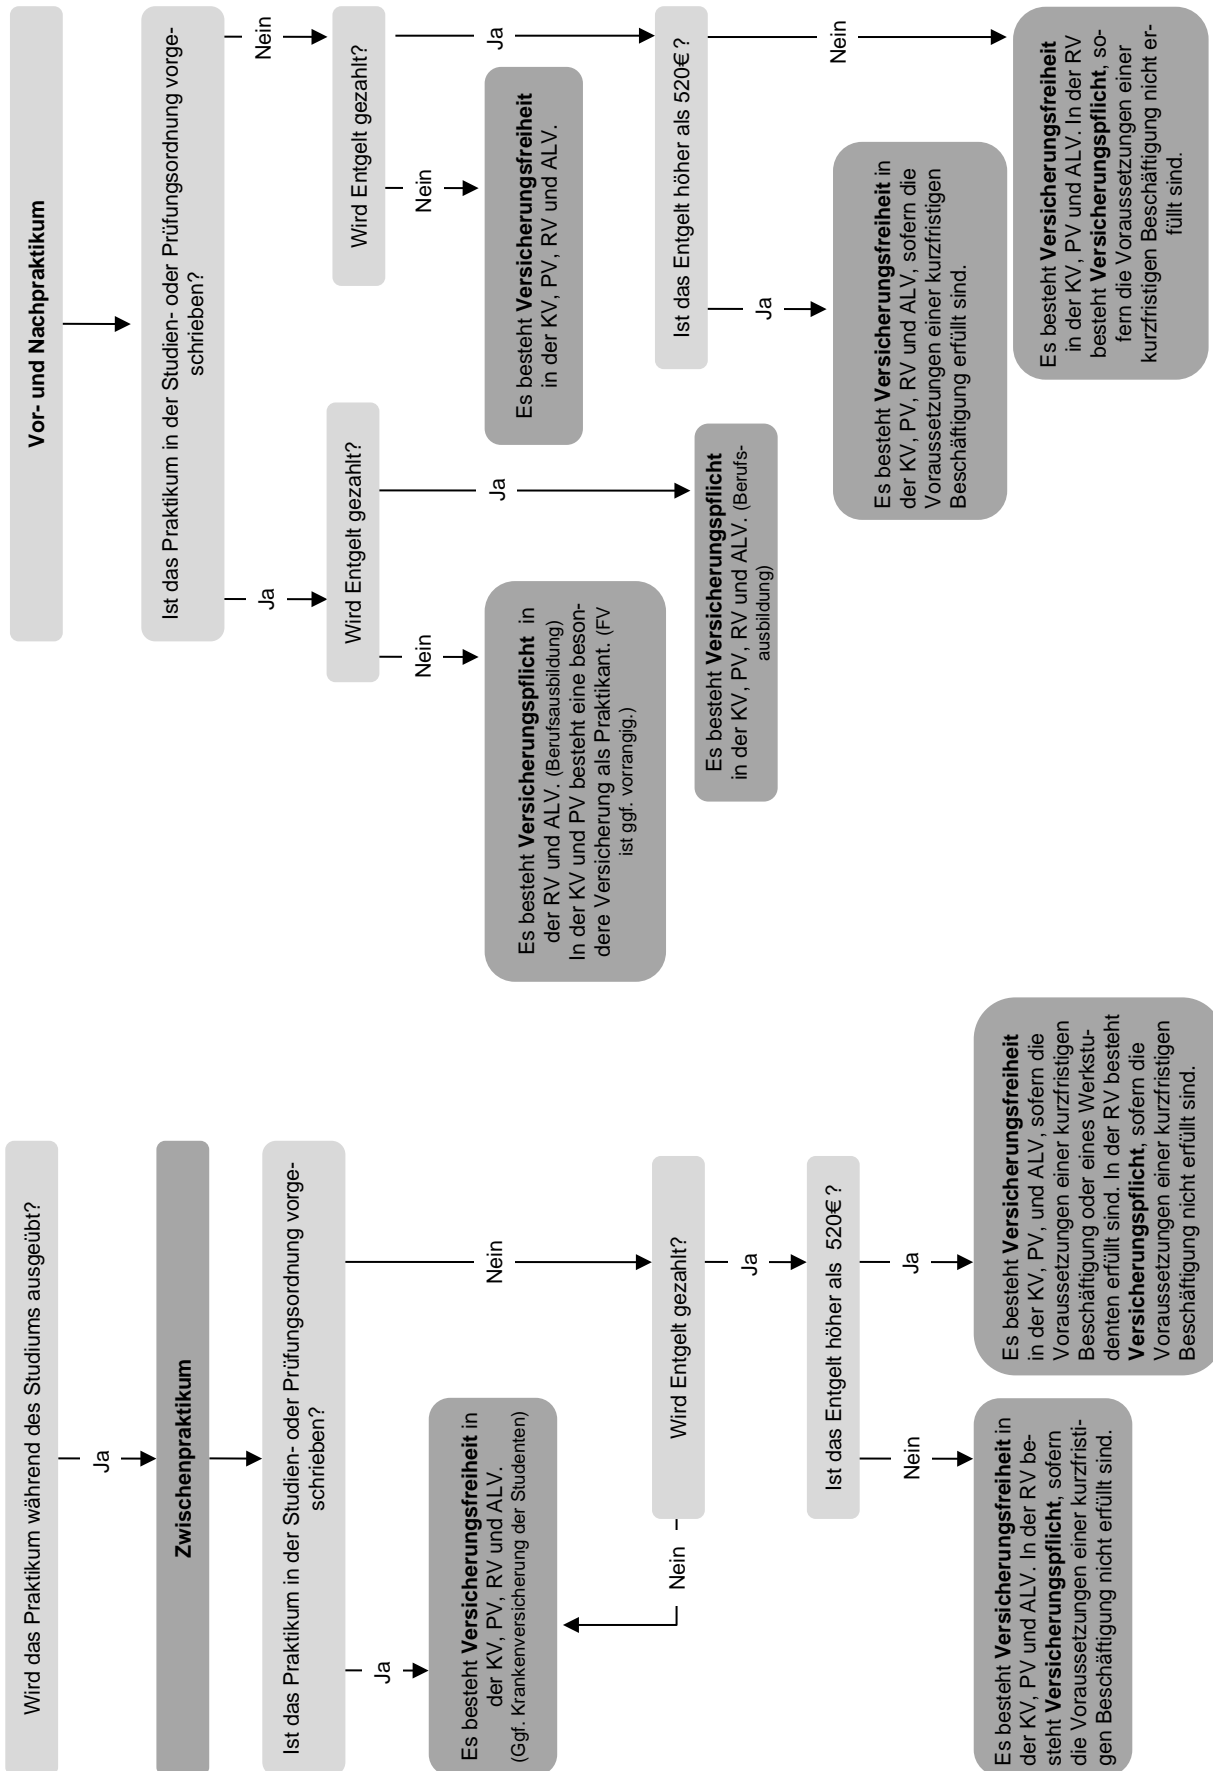 Wird das Praktikum während des Studiums ausgeübt?
Ja
Zwischenpraktikum
Ist das Praktikum in der Studien- oder Prüfungsordnung vorge-
schrieben?
Ja
Nein
Es besteht Versicherungsfreiheit in
der KV, PV, RV und ALV.
(Ggf. Krankenversicherung der Studenten)
Wird Entgelt gezahlt?
Nein
Ja
Ist das Entgelt höher als 520€?
Nein
Ja
Es besteht Versicherungsfreiheit in
der KV, PV und ALV. In der RV be-
steht Versicherungspflicht, sofern
die Voraussetzungen einer kurzfristi-
gen Beschäftigung nicht erfüllt sind.
Es besteht Versicherungsfreiheit
in der KV, PV, und ALV, sofern die
Voraussetzungen einer kurzfristigen
Beschäftigung oder eines Werkstu-
denten erfüllt sind. In der RV besteht
Versicherungspflicht, sofern die
Voraussetzungen einer kurzfristigen
Beschäftigung nicht erfüllt sind.
Vor- und Nachpraktikum
Ist das Praktikum in der Studien- oder Prüfungsordnung vorge-
schrieben?
Ja
Nein
Wird Entgelt gezahlt?
Nein
Ja
Es besteht Versicherungspflicht in
der RV und ALV. (Berufsausbildung)
In der KV und PV besteht eine beson-
dere Versicherung als Praktikant. (FV
ist ggf. vorrangig.)
Es besteht Versicherungspflicht
in der KV, PV, RV und ALV. (Berufs-
ausbildung)
Wird Entgelt gezahlt?
Nein
Ja
Es besteht Versicherungsfreiheit
in der KV, PV, RV und ALV.
Ist das Entgelt höher als 520€?
Ja
Nein
Es besteht Versicherungsfreiheit in
der KV, PV, RV und ALV, sofern die
Voraussetzungen einer kurzfristigen
Beschäftigung erfüllt sind.
Es besteht Versicherungsfreiheit
in der KV, PV und ALV. In der RV
besteht Versicherungspflicht, so-
fern die Voraussetzungen einer
kurzfristigen Beschäftigung nicht er-
füllt sind.